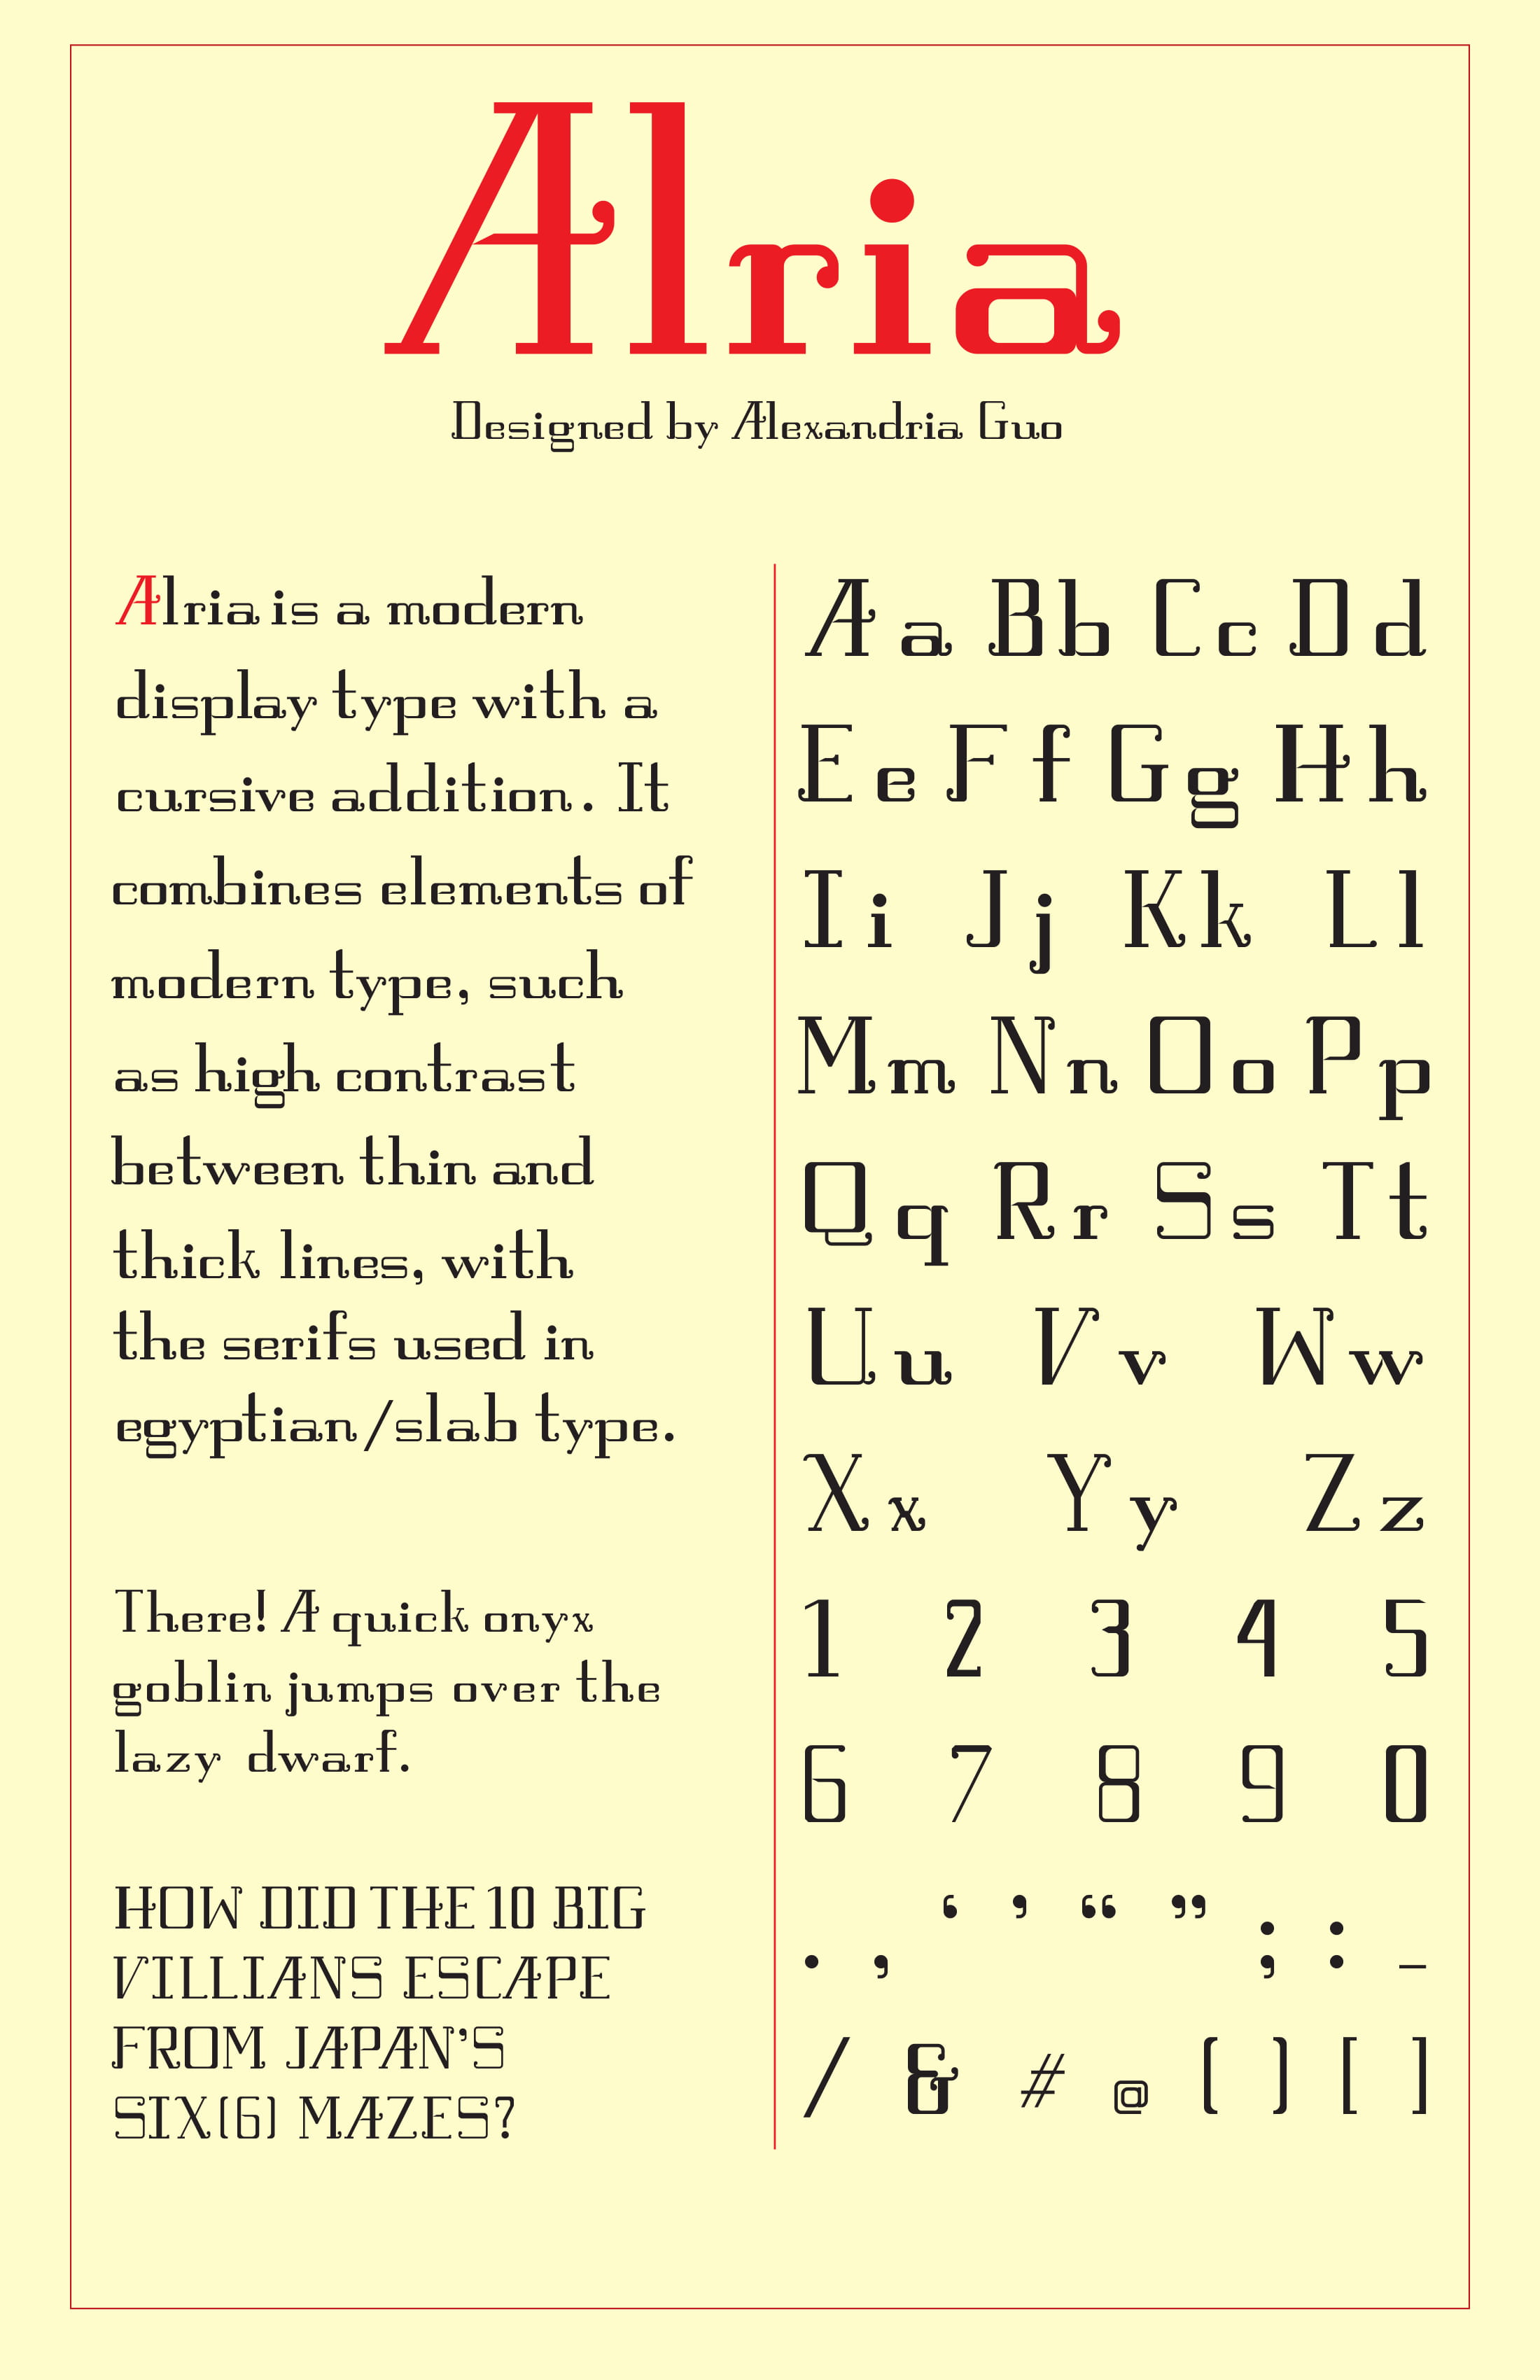 Alria
Designed by Alexandria Guo
Alria is a modern
display type with a
cursive addition. It
combines elements of
modern type, such
as high contrast
between thin and
thick lines, with
the serifs used in
egyptian/slab type.
There! A quick onyx
goblin jumps over the
lazy dwarf.
HOW DID THE 10 BIG
VILLIANS ESCAPE
FROM JAPAN’S
SIX(6) MAZES?
A a B b C c D d
E e F f G g H h
I i J j K k L l
M m N n O o P p
Q q R r S s T t
U u V v W w
X x Y y Z z
1 2 3 4 5
6 7 8 9 0
. , ‘ ’ “ ” ; : -
/ & # @ ( ) [ ]